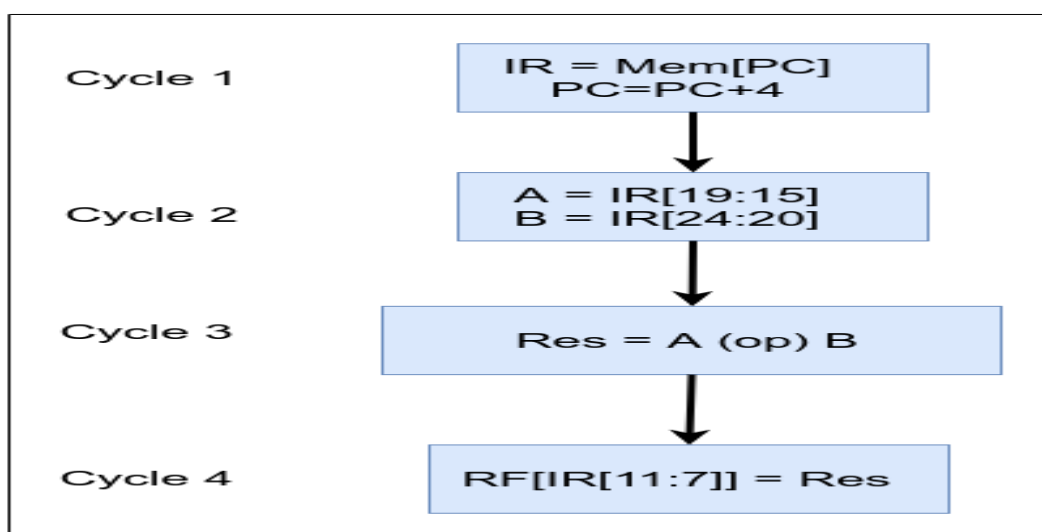 Cycle 1
IR = Mem[PC]
PC=PC+4
Cycle 2
A = IR[19:15]
B = IR[24:20]
Cycle 3
Res = A (op) B
Cycle 4
RF[IR[11:7]] = Res